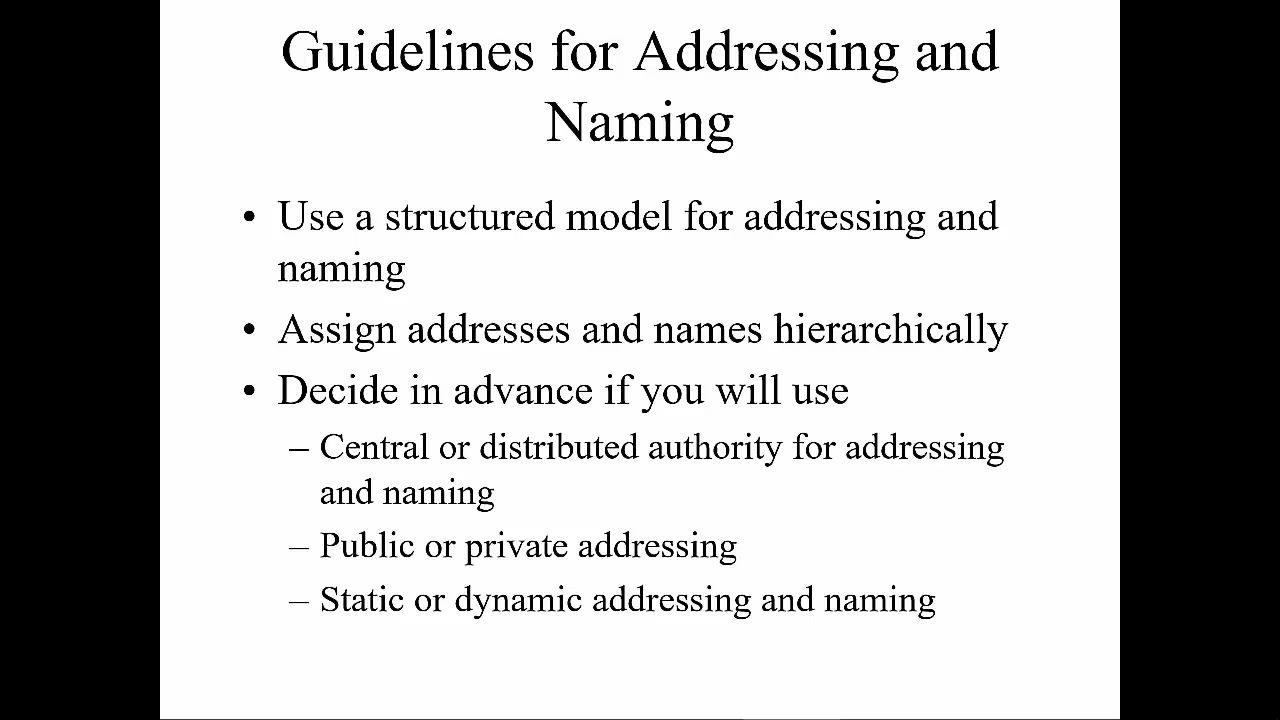 Guidelines for Addressing and
Naming
• Use a structured model for addressing and
naming
• Assign addresses and names hierarchically
• Decide in advance if you will use
– Central or distributed authority for addressing
and naming
– Public or private addressing
– Static or dynamic addressing and naming